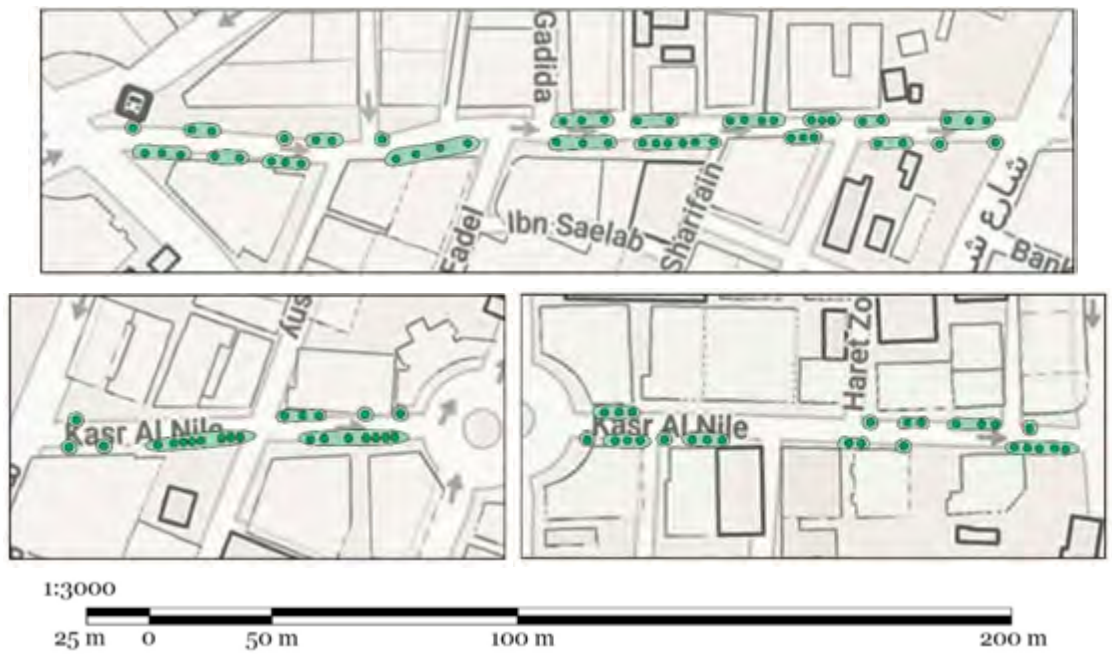 Gadida
Ibn Saelab
Eadel
Sharifain
شارع
Bank
Kasr Al Nile
Haret Zo
Kasr Al Nile
1:3000
25 m 0 50 m 100 m 200 m